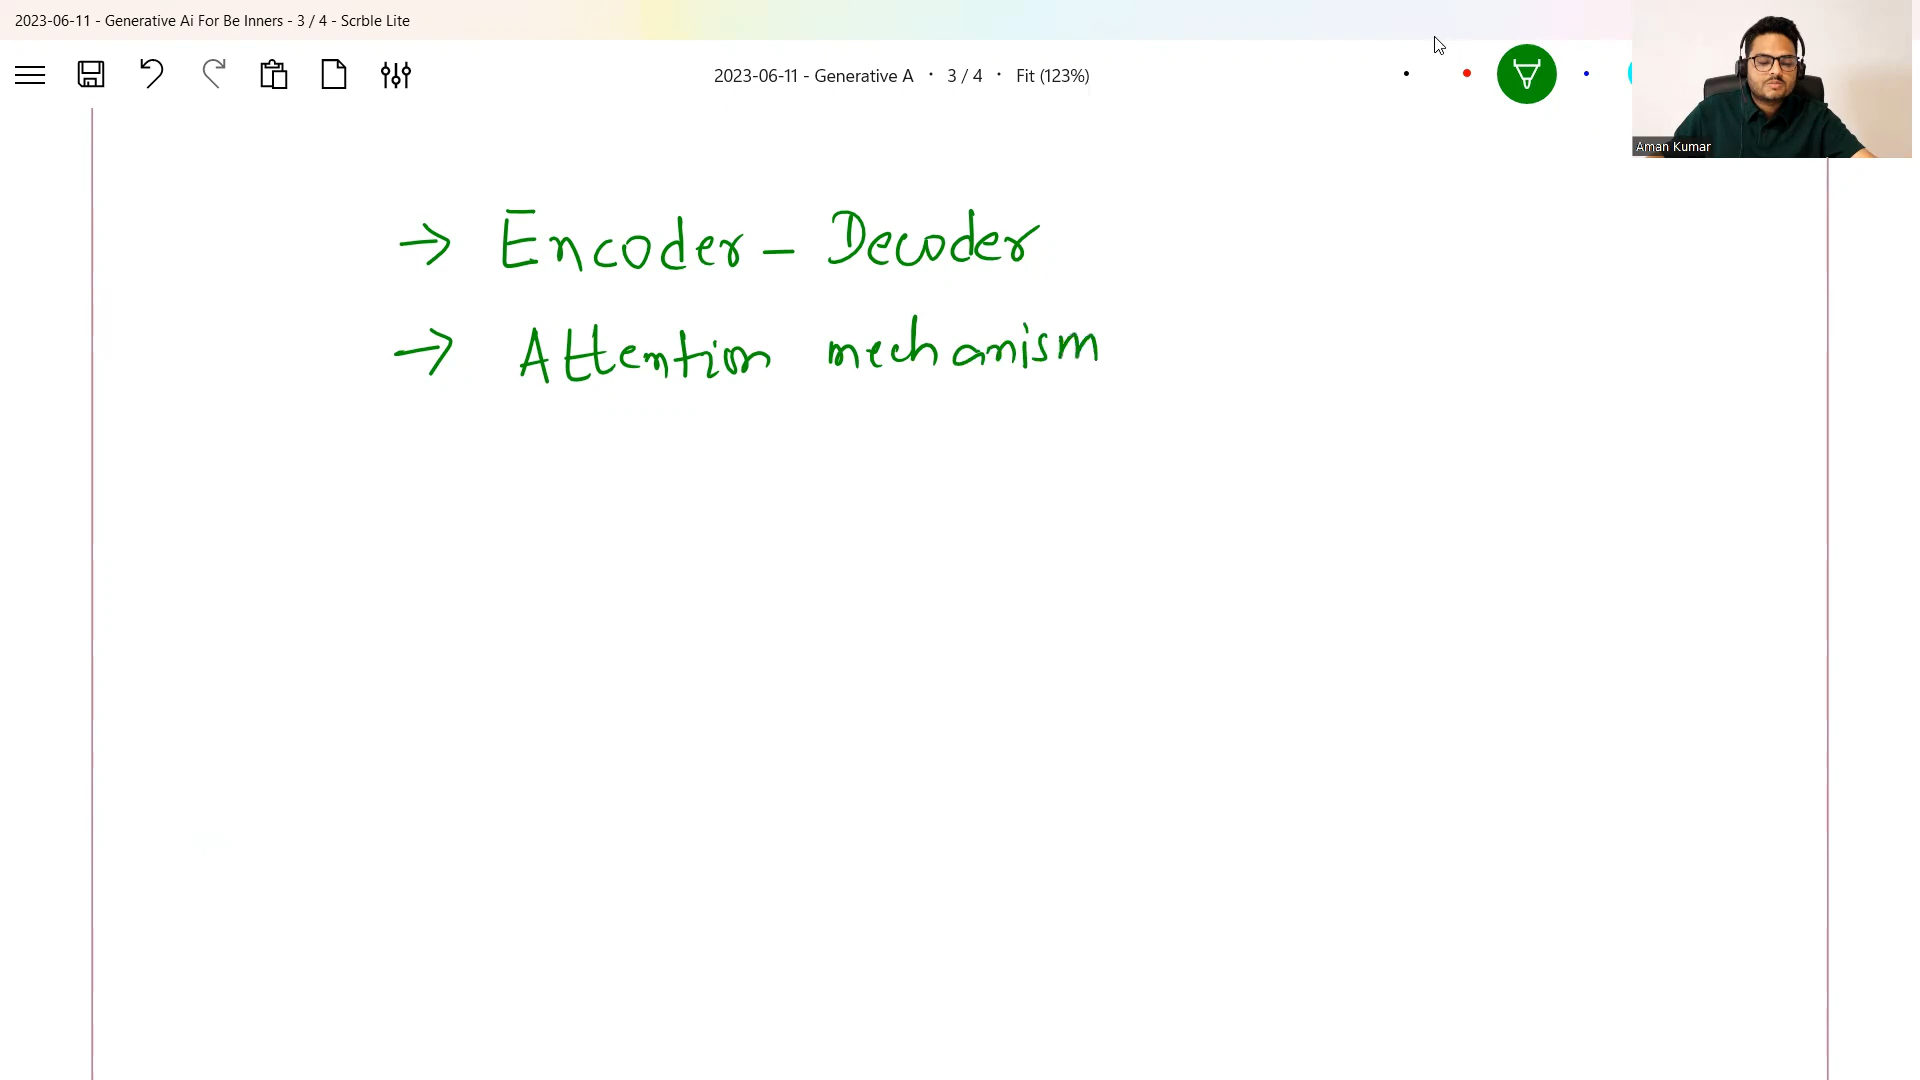 2023-06-11 - Generative Ai For Be Inners - 3 / 4 - Scrble Lite
2023-06-11 - Generative A • 3 / 4 • Fit (123%)
Aman Kumar
→ Encoder - Decoder
→ Attention mechanism